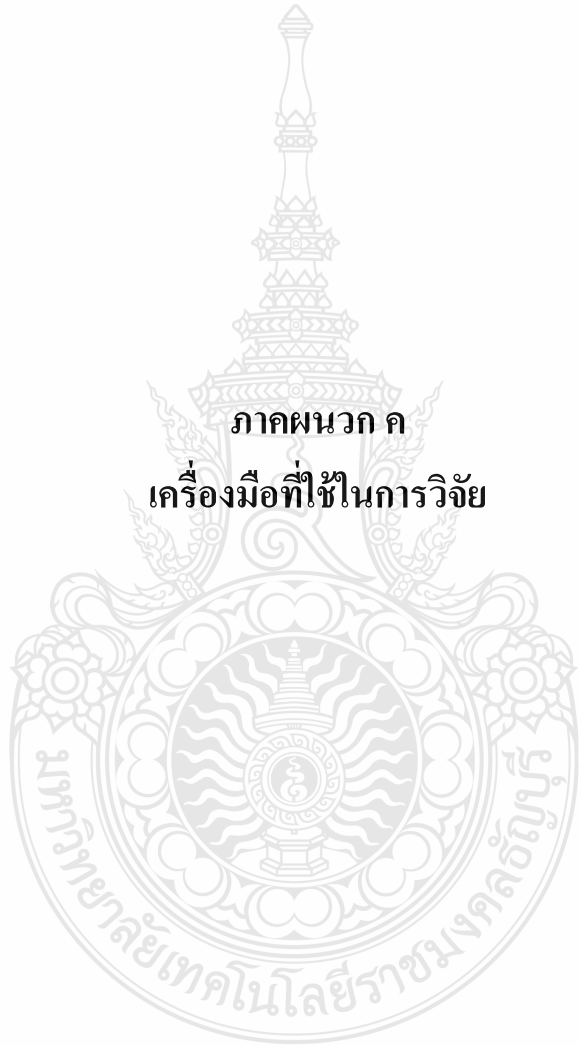 ภาคผนวก ค
เครื่องมือที่ใช้ในการวิจัย
มหาวิทยาลัยเทคโนโลยีราชมงคลธัญบุรี